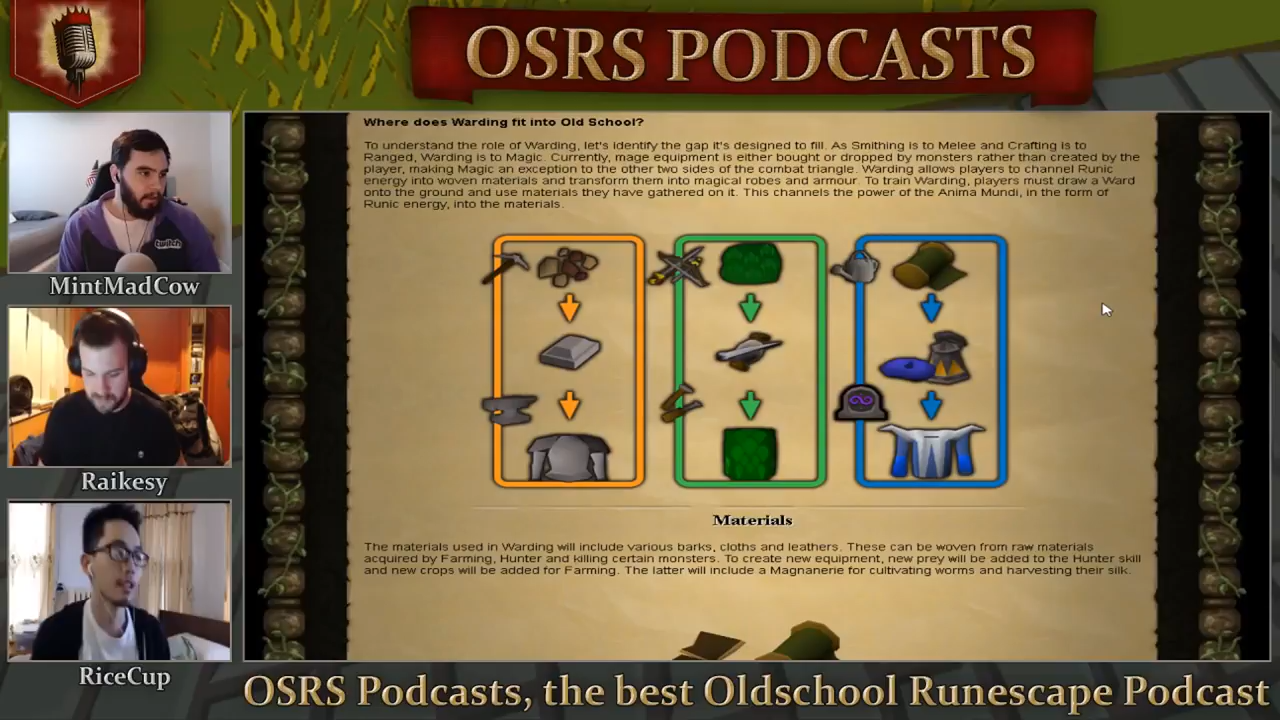 OSRS PODCASTS
MintMadCow
twitch
Raikesy
RiceCup
Where does Warding fit into Old School?
To understand the role of Warding, let's identify the gap it's designed to fill. As Smithing is to Melee and Crafting is to
Ranged, Warding is to Magic. Currently, mage equipment is either bought or dropped by monsters rather than created by the
player, making Magic an exception to the other two sides of the combat triangle. Warding allows players to channel Runic
energy into woven materials and transform them into magical robes and armour. To train Warding, players must draw a Ward
onto the ground and use materials they have gathered on it. This channels the power of the Anima Mundi, in the form of
Runic energy, into the materials.
Materials
The materials used in Warding will include various barks, cloths and leathers. These can be woven from raw materials
acquired by Farming, Hunter and killing certain monsters. To create new equipment, new prey will be added to the Hunter skill
and new crops will be added for Farming. The latter will include a Magnanerie for cultivating worms and harvesting their silk.
OSRS Podcasts, the best Oldschool Runescape Podcast